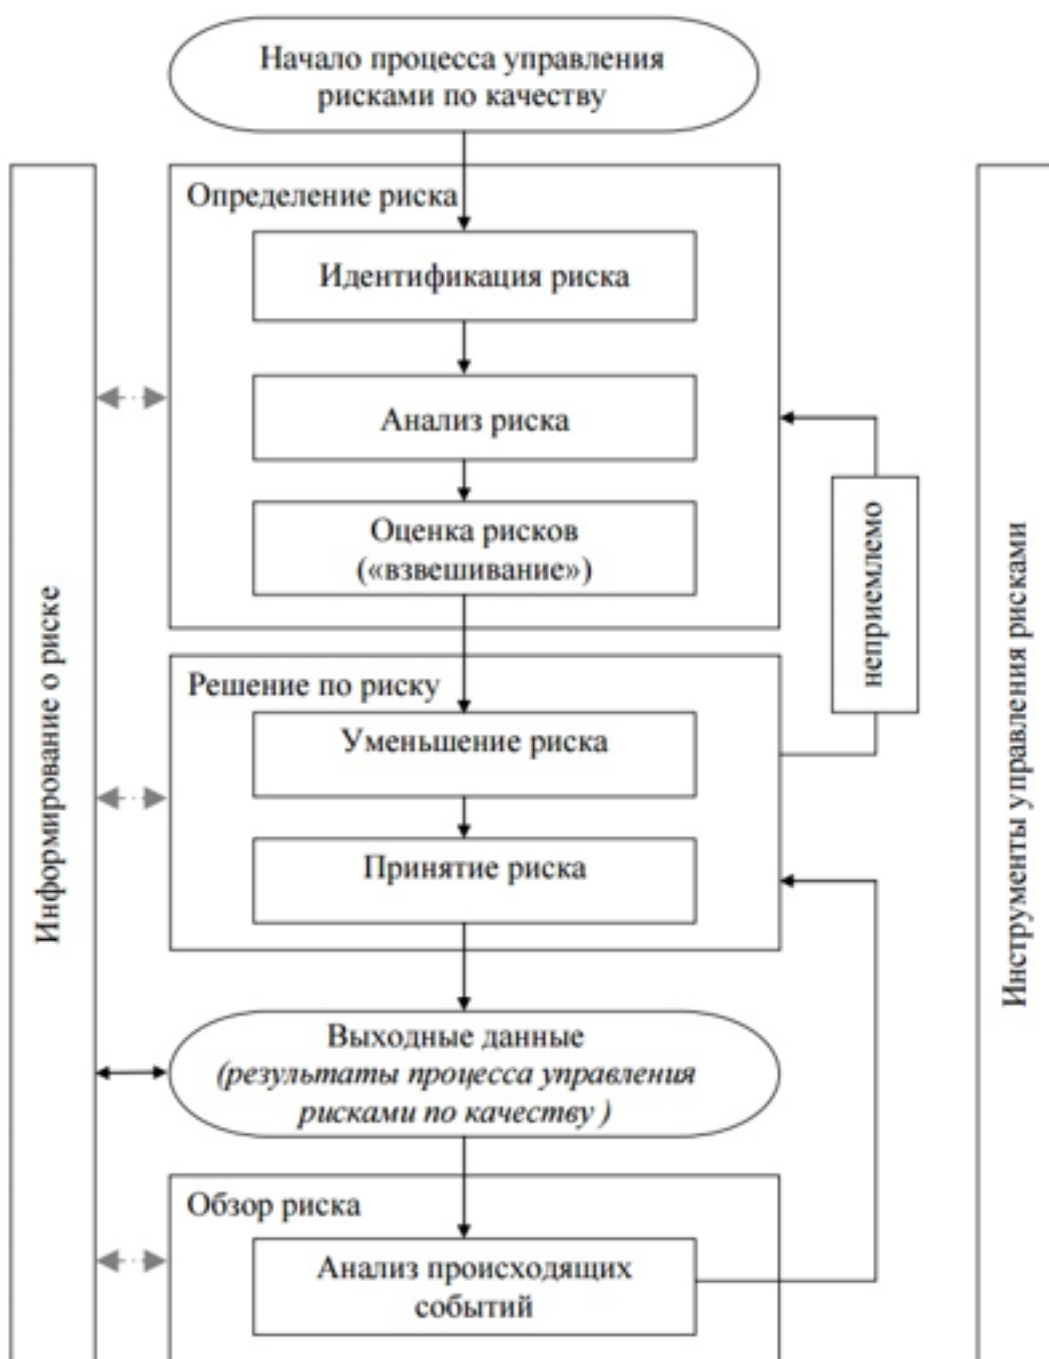 Начало процесса управления
рисками по качеству
Определение риска
Идентификация риска
Анализ риска
Оценка рисков
(«взвешивание»)
неприемлемо
Решение по риску
Уменьшение риска
Принятие риска
Выходные данные
(результаты процесса управления
рисками по качеству )
Обзор риска
Анализ происходящих
событий
Информирование о риске
Инструменты управления рисками